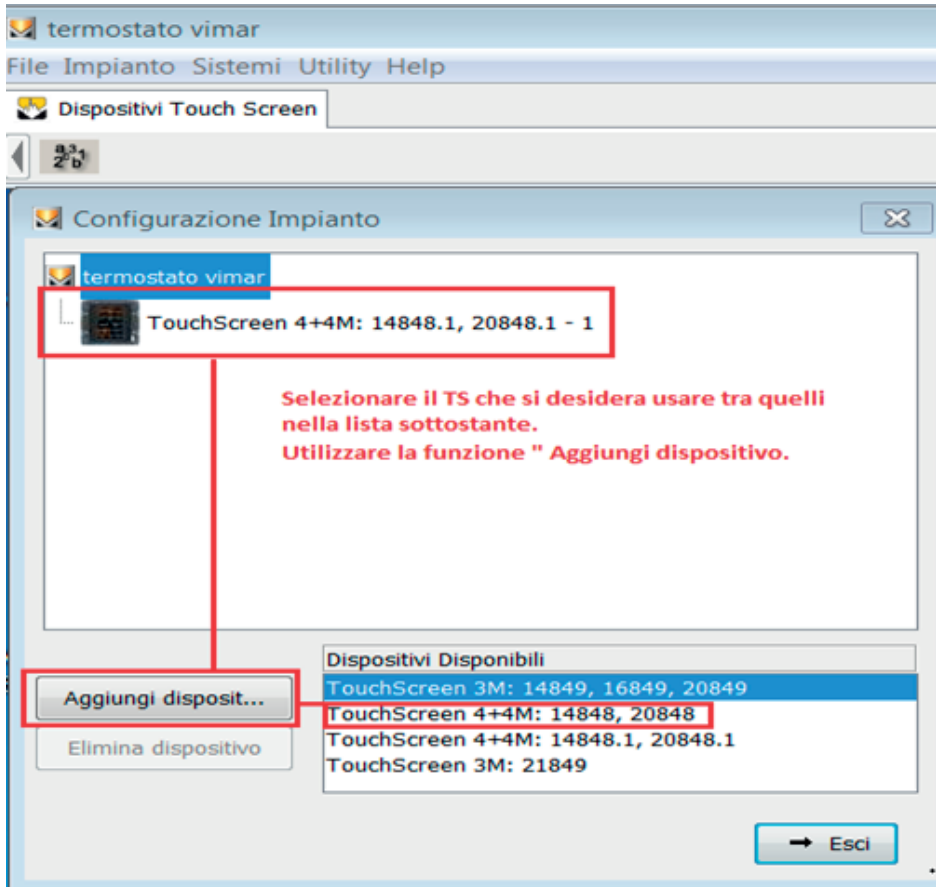 termostato vimar
File Impianto Sistemi Utility Help
Dispositivi Touch Screen
Configurazione Impianto
termostato vimar
TouchScreen 4+4M: 14848.1, 20848.1 - 1
Selezionare il TS che si desidera usare tra quelli
nella lista sottostante.
Utilizzare la funzione " Aggiungi dispositivo.
Dispositivi Disponibili
Aggiungi disposit...
TouchScreen 3M: 14849, 16849, 20849
TouchScreen 4+4M: 14848, 20848
Elimina dispositivo
TouchScreen 4+4M: 14848.1, 20848.1
TouchScreen 3M: 21849
→ Esci